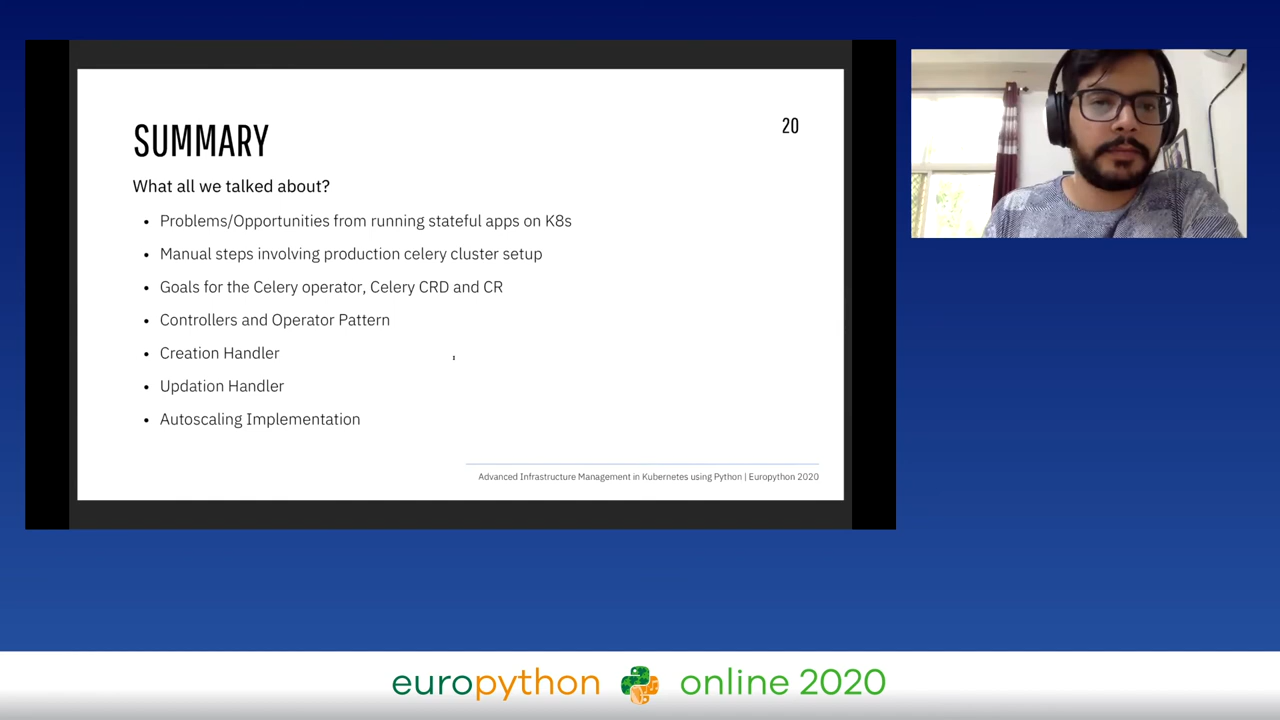 SUMMARY
20
What all we talked about?
• Problems/Opportunities from running stateful apps on K8s
• Manual steps involving production celery cluster setup
• Goals for the Celery operator, Celery CRD and CR
• Controllers and Operator Pattern
• Creation Handler
• Updation Handler
• Autoscaling Implementation
Advanced Infrastructure Management in Kubernetes using Python | Europython 2020
europython online 2020